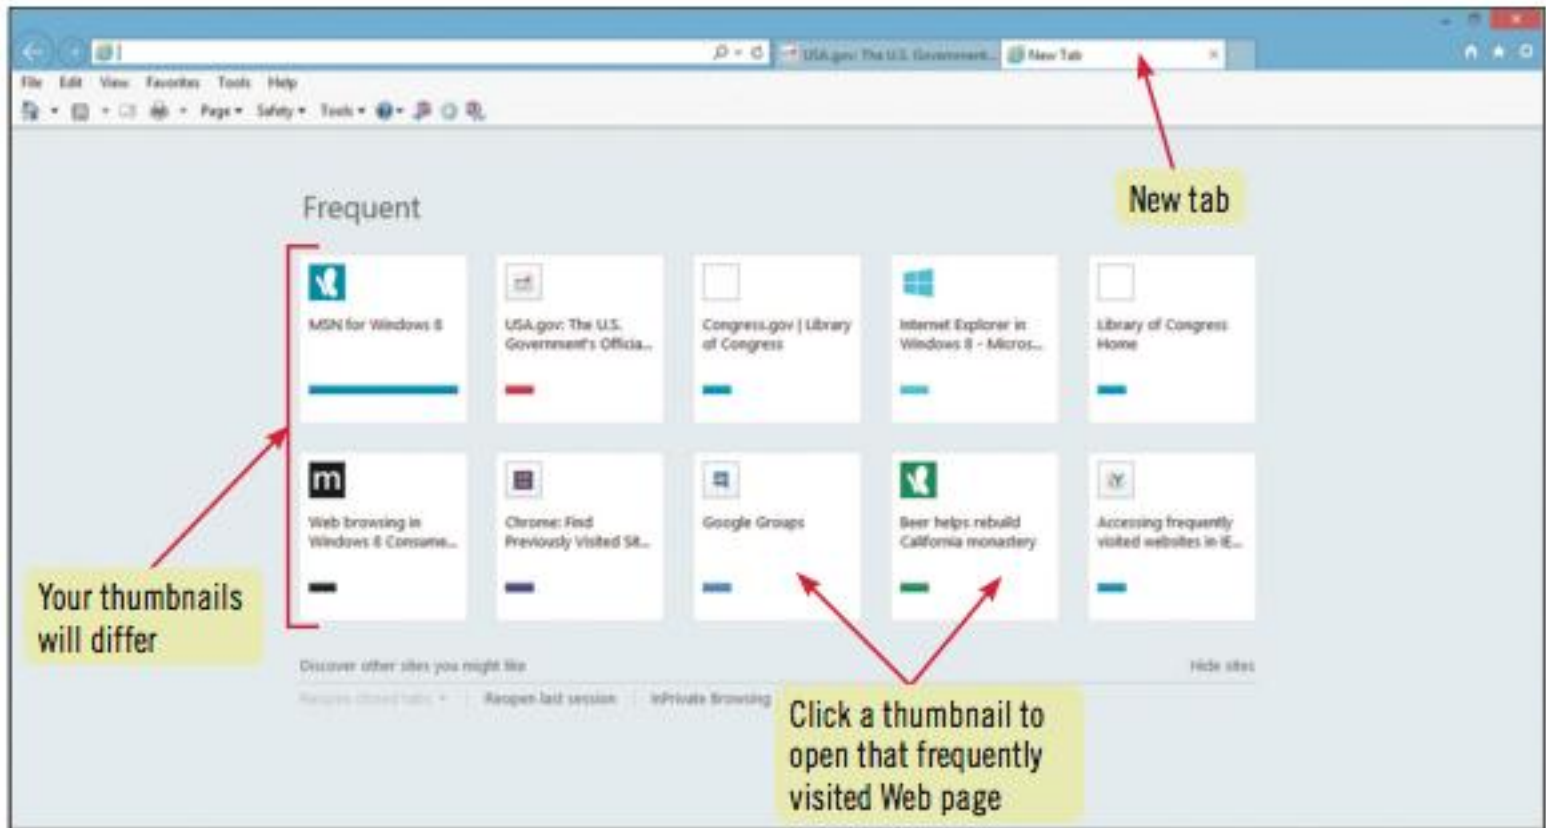 USA.gov: The U.S. Government...
New Tab
File Edit View Favorites Tools Help
Page Safety Tools
New tab
Frequent
MSN for Windows 8
USA.gov: The U.S.
Government's Officia...
Congress.gov | Library
of Congress
Internet Explorer in
Windows 8 - Micros...
Library of Congress
Home
m
Web browsing in
Windows 8 Consume...
Chrome: Find
Previously Visited Sit...
Google Groups
Beer helps rebuild
California monastery
Accessing frequently
visited websites in IE...
Your thumbnails
will differ
Discover other sites you might like
Hide sites
Reopen closed tabs
Reopen last session
InPrivate Browsing
Click a thumbnail to
open that frequently
visited Web page